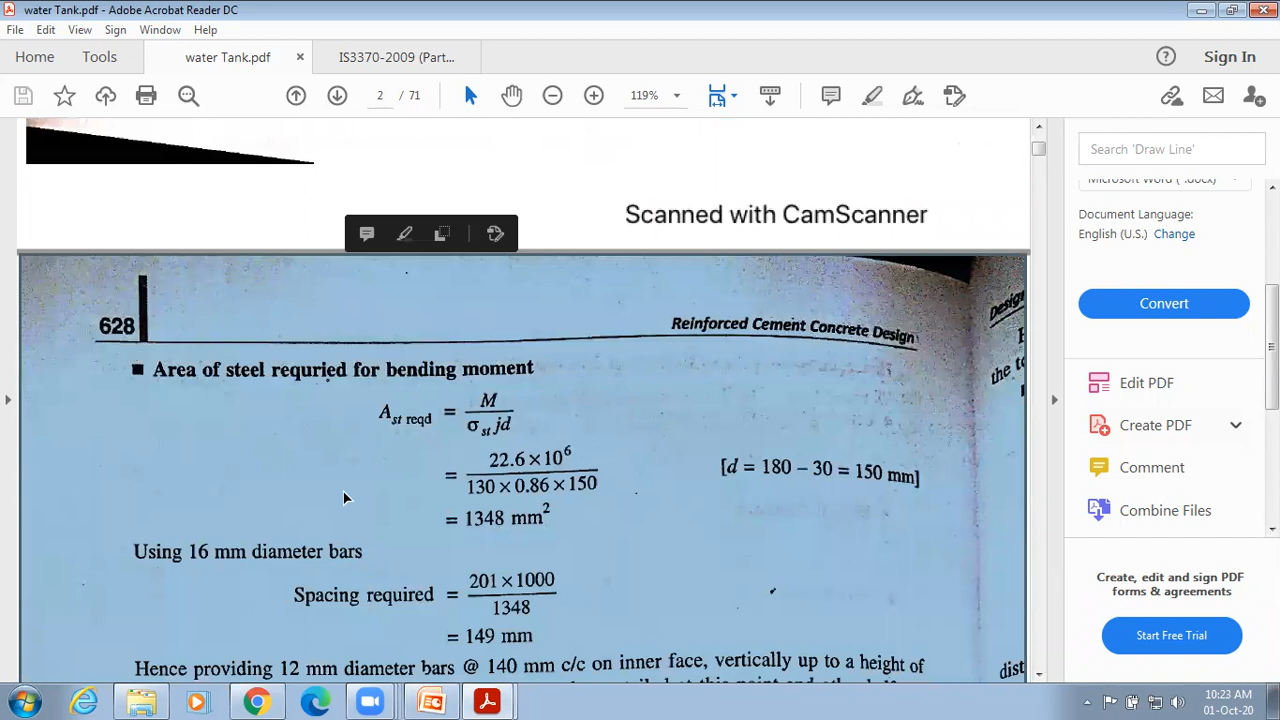 water Tank.pdf - Adobe Acrobat Reader DC
File Edit View Sign Window Help
Home Tools water Tank.pdf × IS3370-2009 (Part... Sign In
2 / 71 119%
Search 'Draw Line'
Microsoft Word (*.docx)
Document Language:
English (U.S.) Change
Convert
Edit PDF
Create PDF
Comment
Combine Files
Create, edit and sign PDF
forms & agreements
Start Free Trial
Scanned with CamScanner
628 Reinforced Cement Concrete Design
■ Area of steel requried for bending moment
A st reqd = M / σst jd
= 22.6 × 10⁶ / 130 × 0.86 × 150 [d = 180 − 30 = 150 mm]
= 1348 mm²
Using 16 mm diameter bars
Spacing required = 201 × 1000 / 1348
= 149 mm
Hence providing 12 mm diameter bars @ 140 mm c/c on inner face, vertically up to a height of
Design
the to
dist
10:23 AM
01-Oct-20